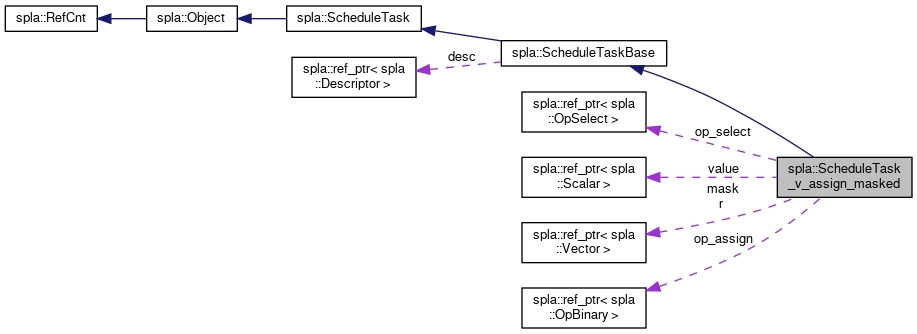 spla::RefCnt
spla::Object
spla::ScheduleTask
spla::ScheduleTaskBase
desc
spla::ref_ptr< spla
::Descriptor >
spla::ref_ptr< spla
::OpSelect >
op_select
spla::ref_ptr< spla
::Scalar >
value
spla::ScheduleTask
_v_assign_masked
mask
r
spla::ref_ptr< spla
::Vector >
op_assign
spla::ref_ptr< spla
::OpBinary >